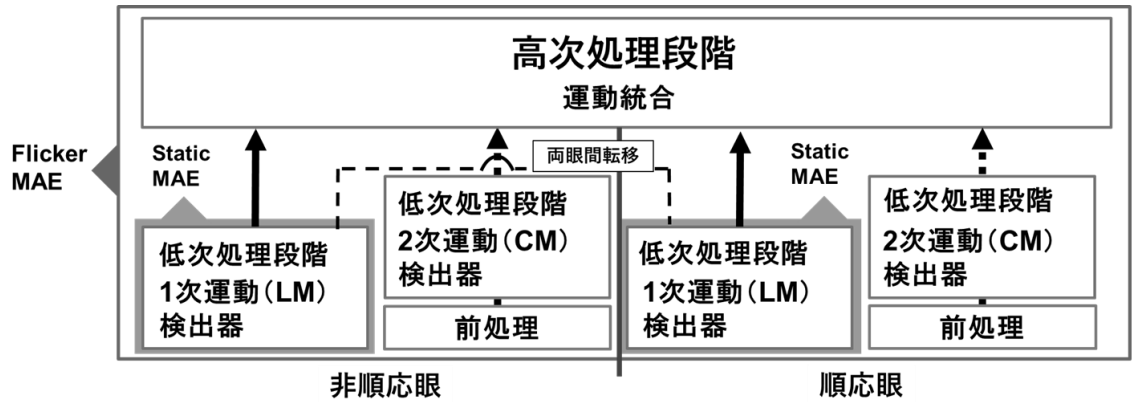 高次処理段階
運動統合
Flicker
MAE
Static
MAE
両眼間転移
Static
MAE
低次処理段階
1次運動(LM)
検出器
低次処理段階
2次運動(CM)
検出器
前処理
低次処理段階
1次運動(LM)
検出器
低次処理段階
2次運動(CM)
検出器
前処理
非順応眼
順応眼